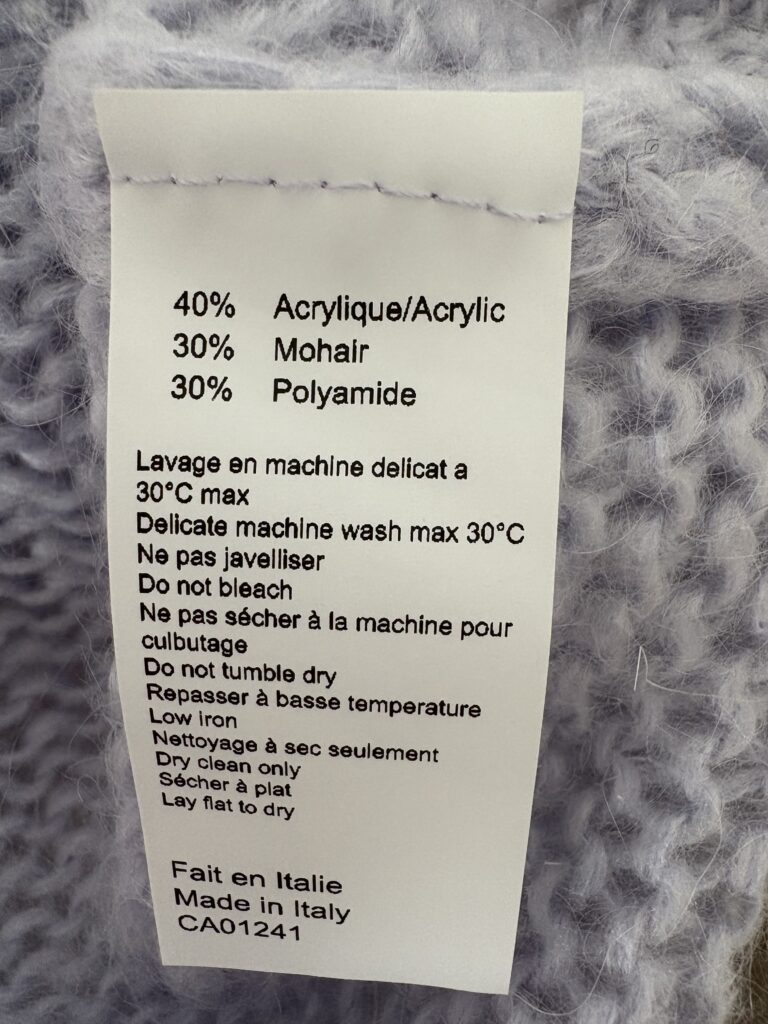 40% Acrylique/Acrylic
30% Mohair
30% Polyamide
Lavage en machine delicat a
30°C max
Delicate machine wash max 30°C
Ne pas javelliser
Do not bleach
Ne pas sécher à la machine pour
culbutage
Do not tumble dry
Repasser à basse temperature
Low iron
Nettoyage à sec seulement
Dry clean only
Sécher à plat
Lay flat to dry
Fait en Italie
Made in Italy
CA01241